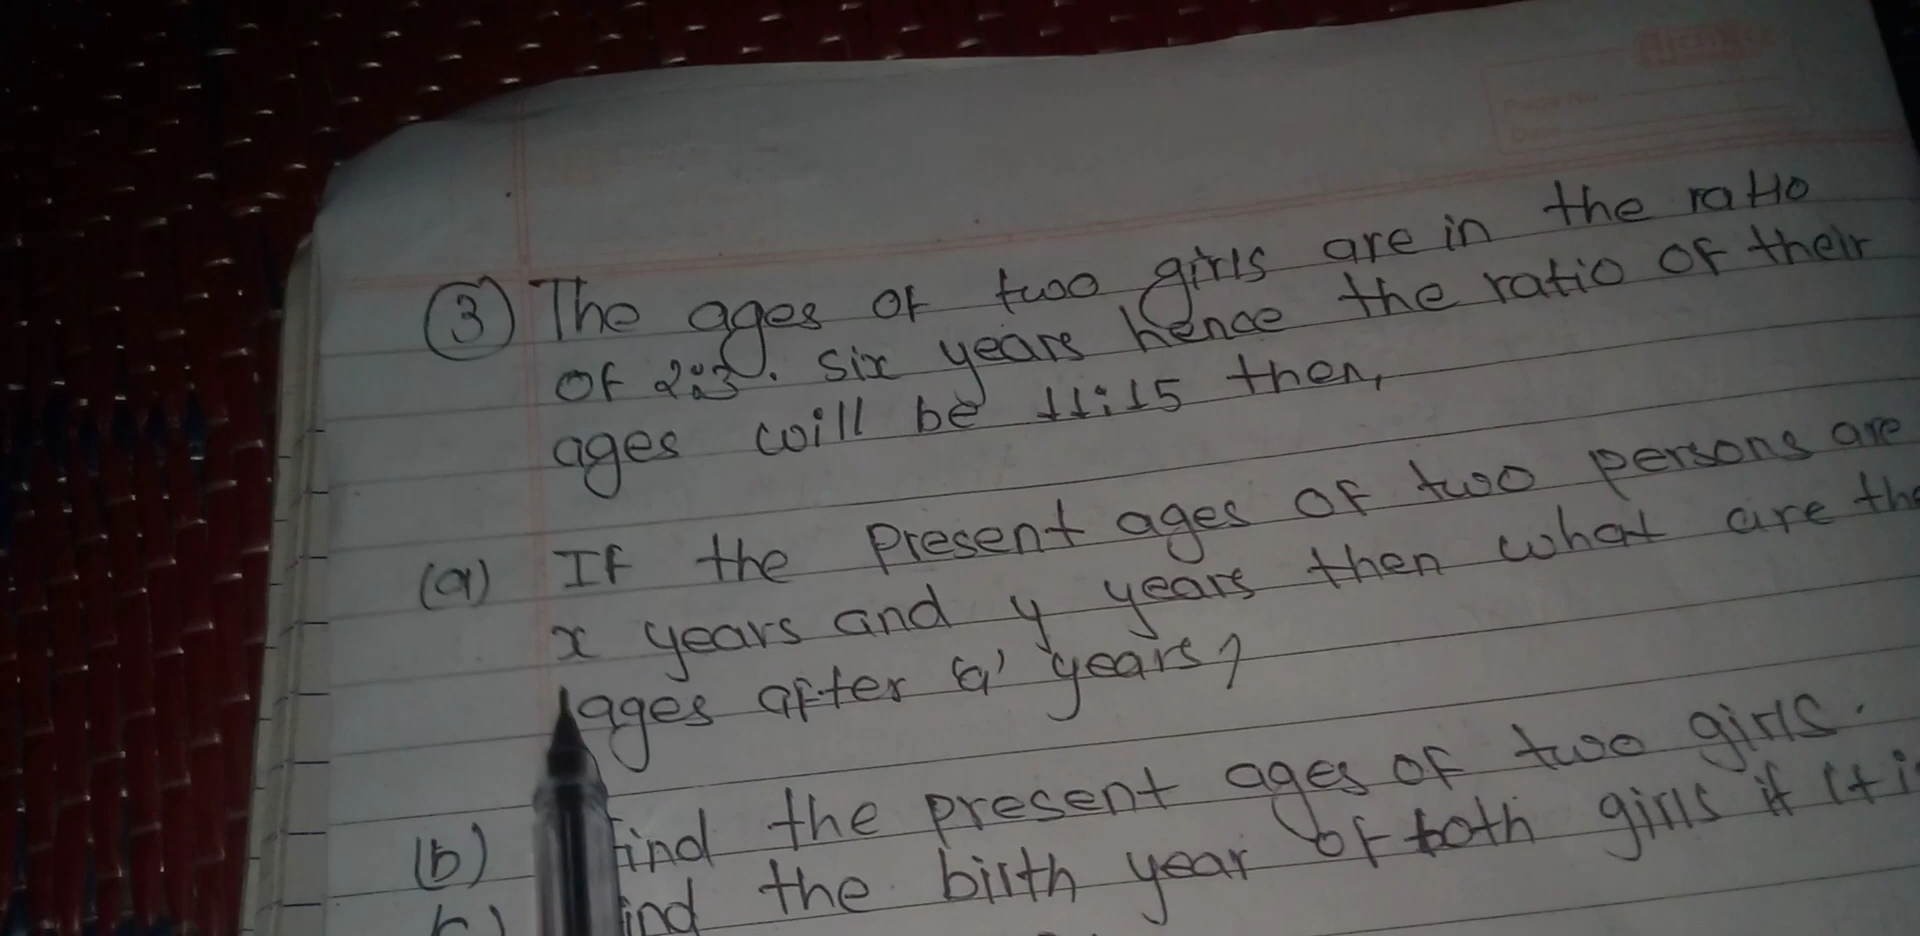 ③ The ages of two girls are in the ratio
of 2:3. Six years hence the ratio of their
ages will be 11:15 then,
(a) If the present ages of two persons are
x years and y years then what are the
ages after 'a' years?
(b) find the present ages of two girls.
find the birth year of both girls if it